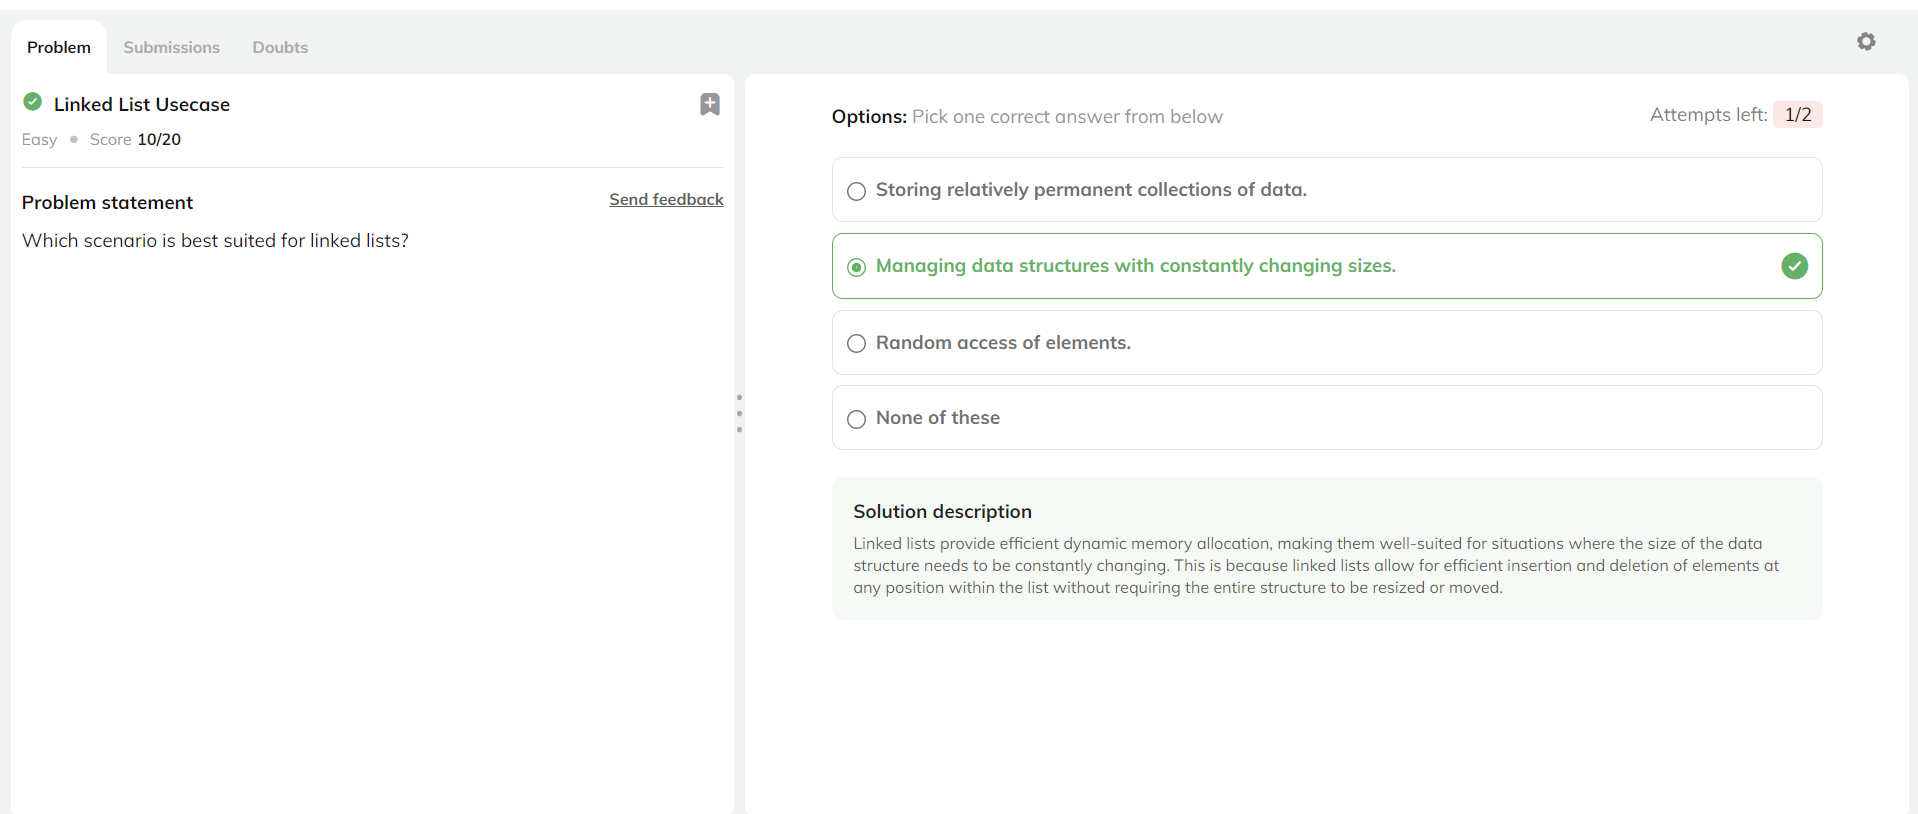 Problem
Submissions
Doubts
Linked List Usecase
Easy
Score 10/20
Problem statement
Send feedback
Which scenario is best suited for linked lists?
Options: Pick one correct answer from below
Attempts left: 1/2
Storing relatively permanent collections of data.
Managing data structures with constantly changing sizes.
Random access of elements.
None of these
Solution description
Linked lists provide efficient dynamic memory allocation, making them well-suited for situations where the size of the data
structure needs to be constantly changing. This is because linked lists allow for efficient insertion and deletion of elements at
any position within the list without requiring the entire structure to be resized or moved.